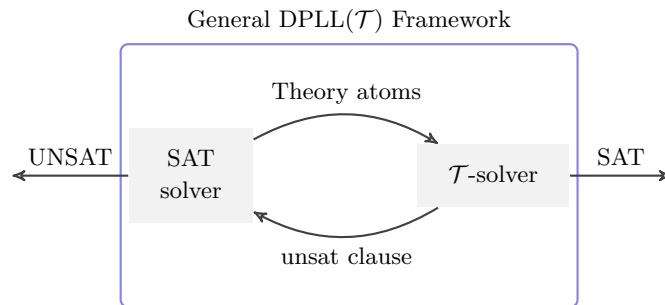 General DPLL(𝒯) Framework
Theory atoms
UNSAT
SAT
solver
𝒯-solver
SAT
unsat clause